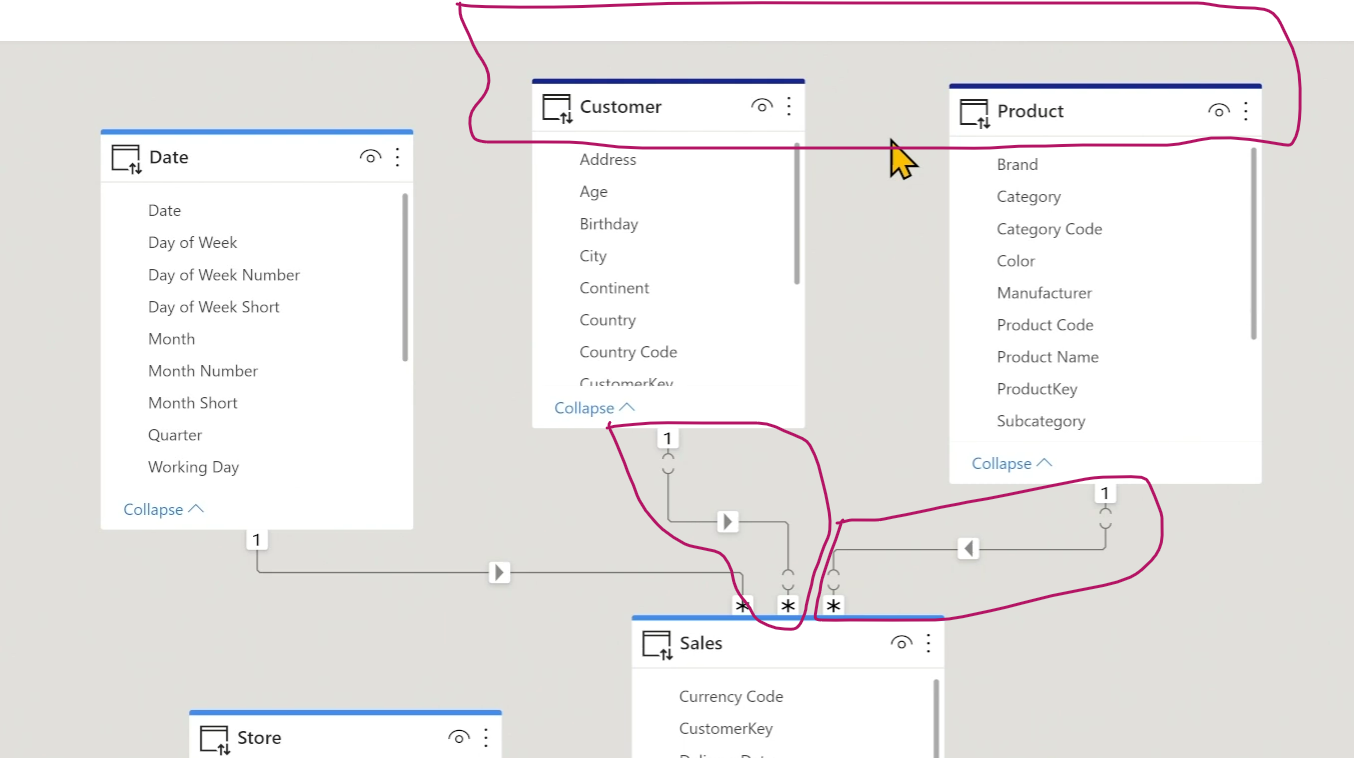 Date
Date
Day of Week
Day of Week Number
Day of Week Short
Month
Month Number
Month Short
Quarter
Working Day
Collapse
1
Customer
Address
Age
Birthday
City
Continent
Country
Country Code
CustomerKey
Collapse
1
Product
Brand
Category
Category Code
Color
Manufacturer
Product Code
Product Name
ProductKey
Subcategory
Collapse
1
* * *
Sales
Currency Code
CustomerKey
Store